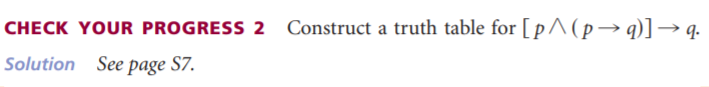 CHECK YOUR PROGRESS 2 Construct a truth table for [p ∧ (p → q)] → q.
Solution See page S7.